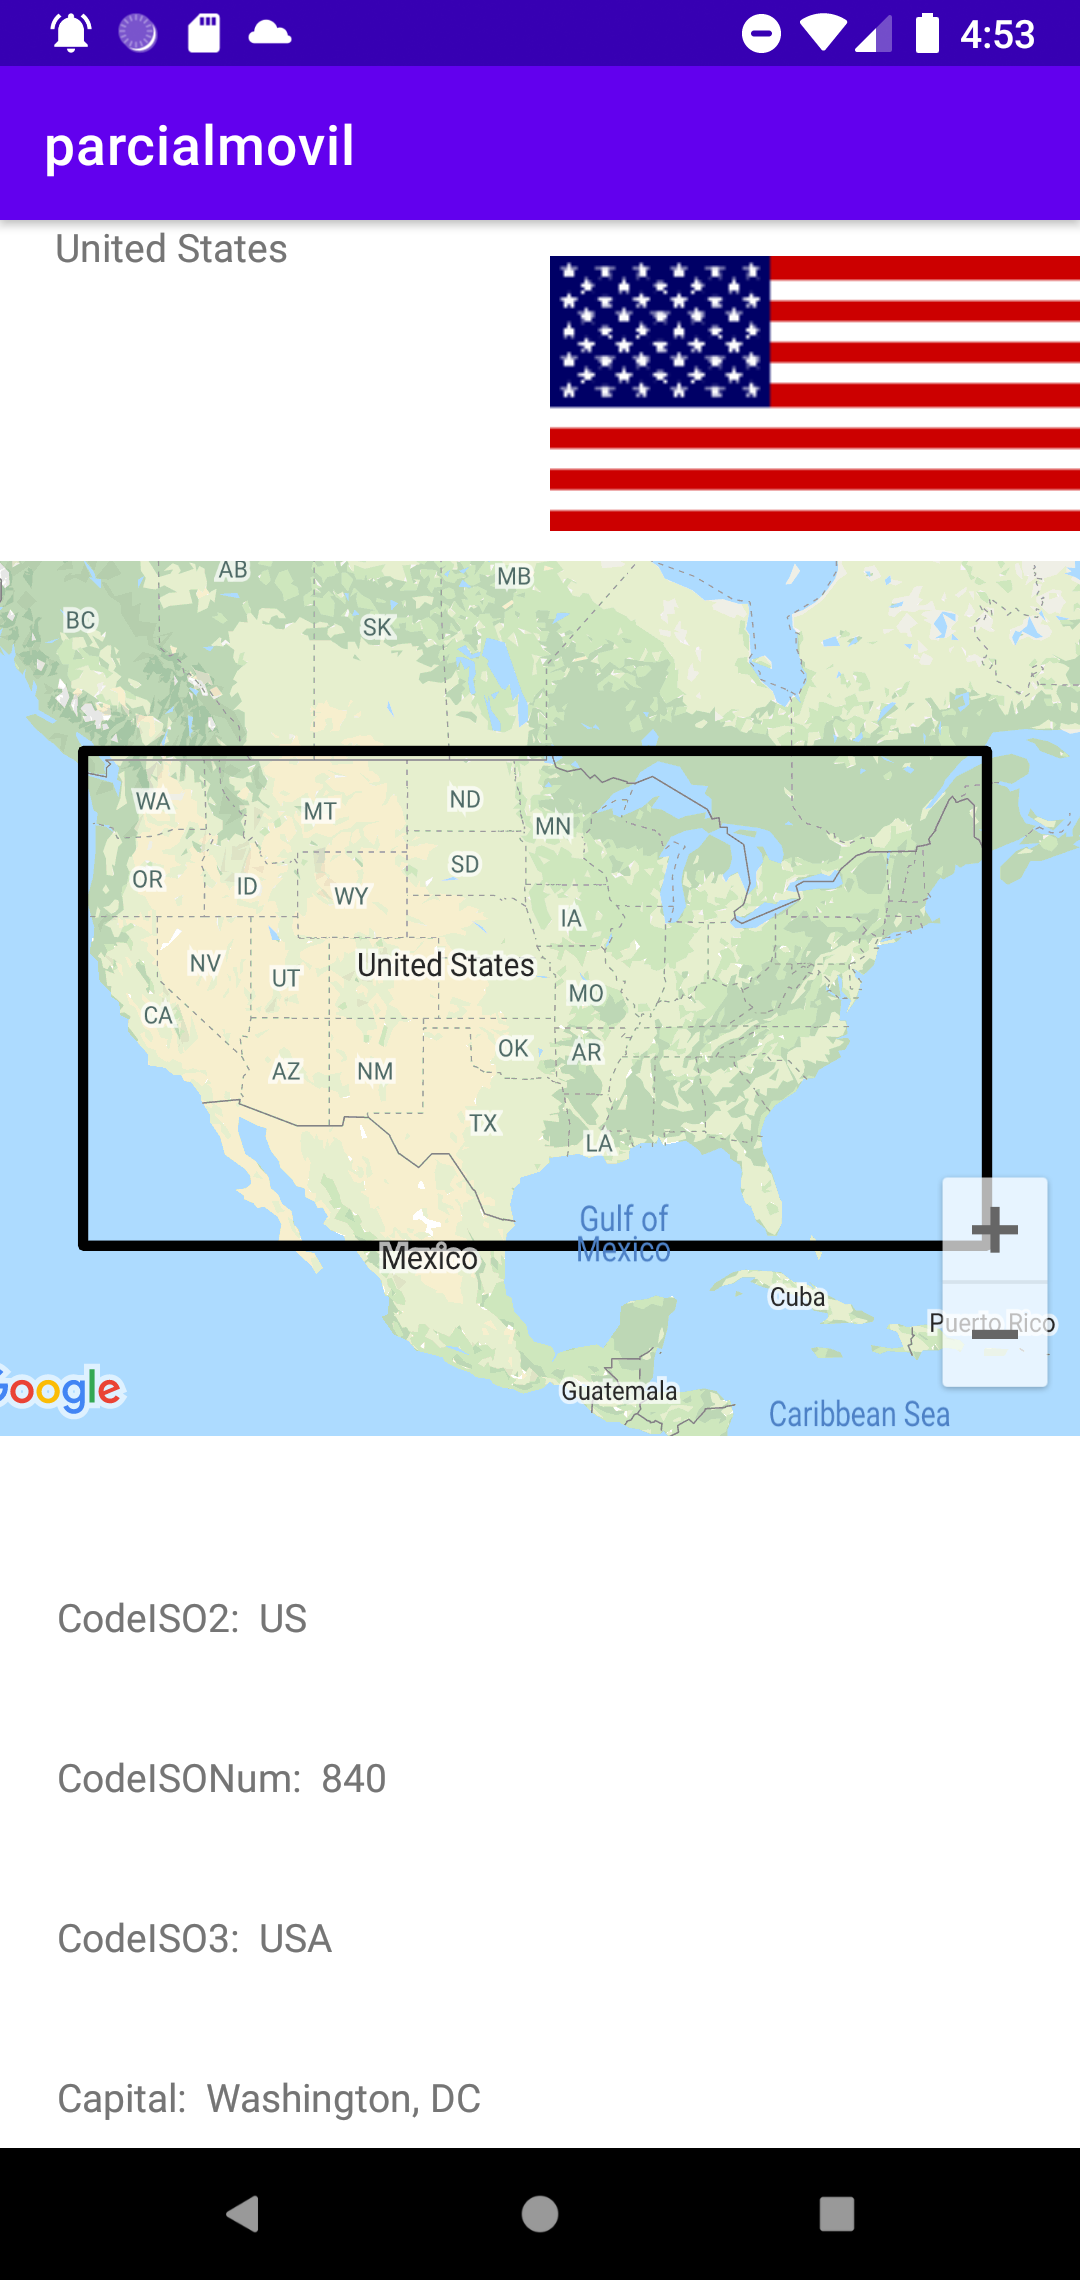 4:53
parcialmovil
United States
AB
MB
BC
SK
WA
MT
ND
MN
OR
ID
WY
SD
IA
NV
UT
United States
MO
CA
AZ
NM
OK
AR
TX
LA
Gulf of
Mexico
Mexico
Cuba
Puerto Rico
Google
Guatemala
Caribbean Sea
CodeISO2: US
CodeISONum: 840
CodeISO3: USA
Capital: Washington, DC